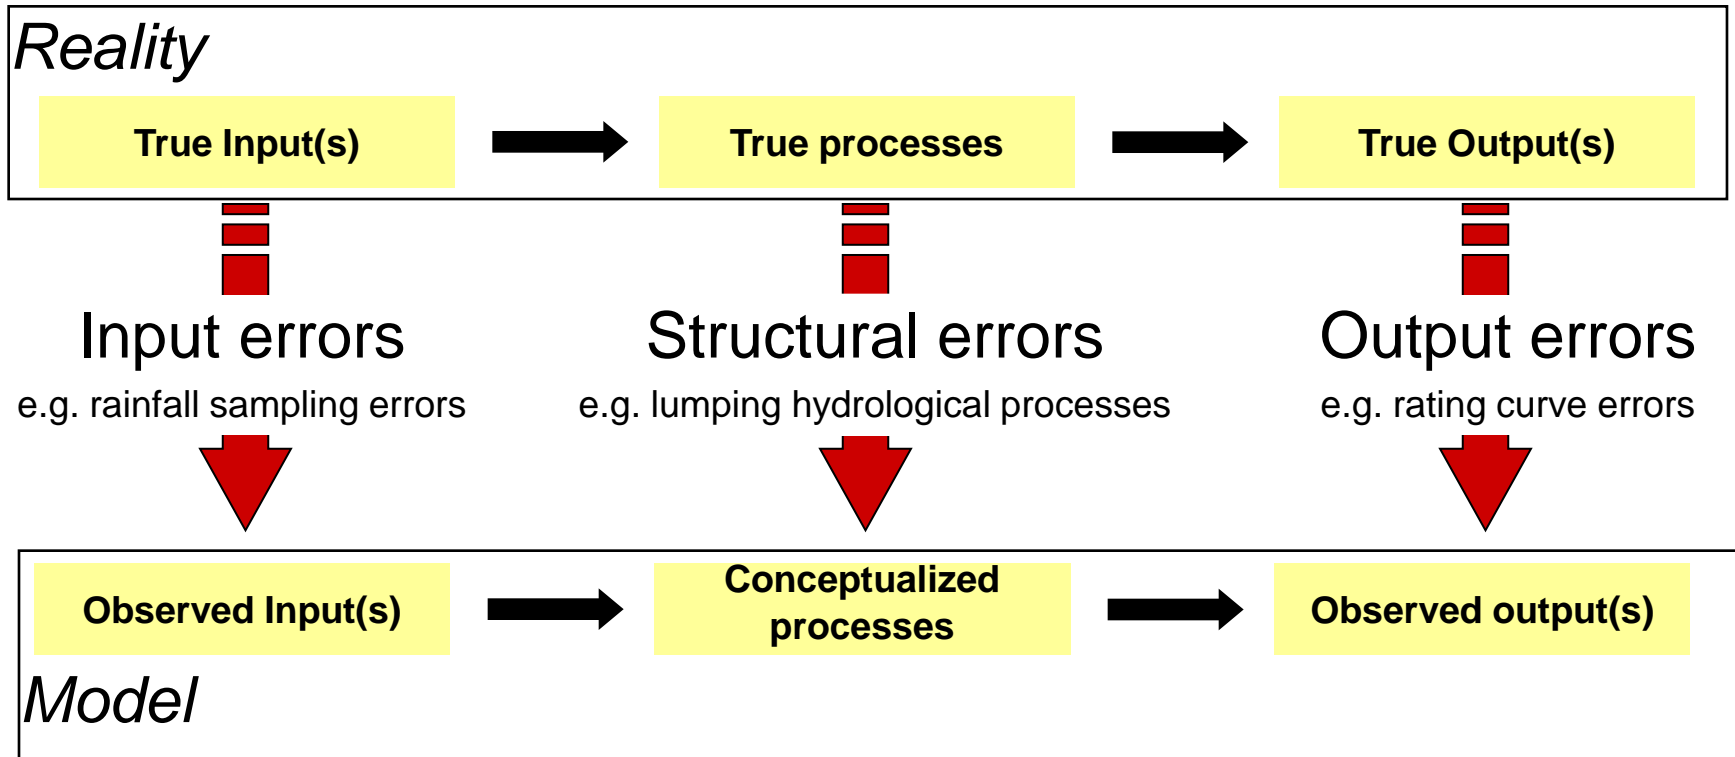 Reality
True Input(s)
True processes
True Output(s)
Input errors
Structural errors
Output errors
e.g. rainfall sampling errors
e.g. lumping hydrological processes
e.g. rating curve errors
Observed Input(s)
Conceptualized
processes
Observed output(s)
Model